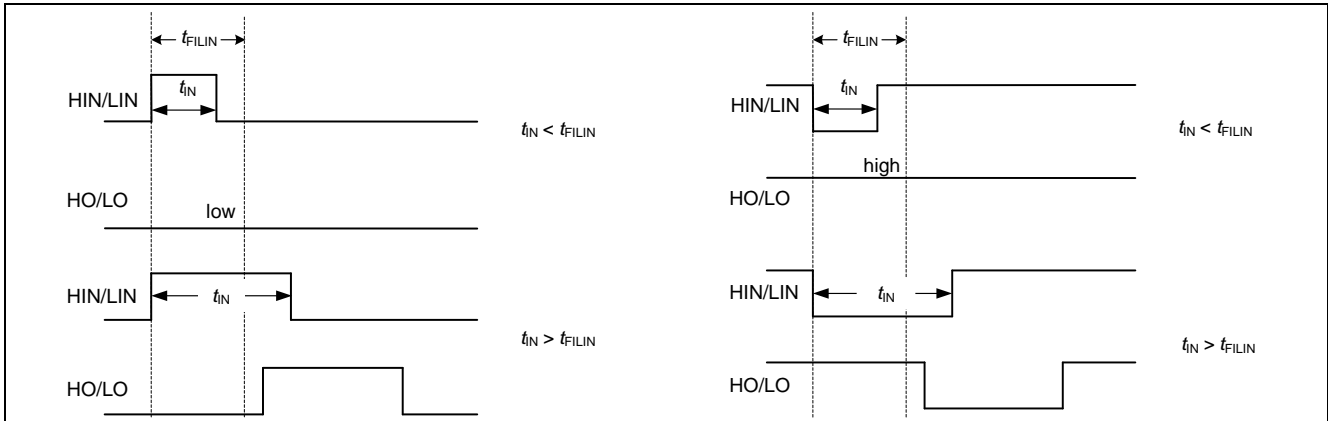 tFILIN
HIN/LIN
tIN
tIN < tFILIN
HO/LO
low
HIN/LIN
tIN
tIN > tFILIN
HO/LO
tFILIN
HIN/LIN
tIN
tIN < tFILIN
high
HO/LO
HIN/LIN
tIN
tIN > tFILIN
HO/LO